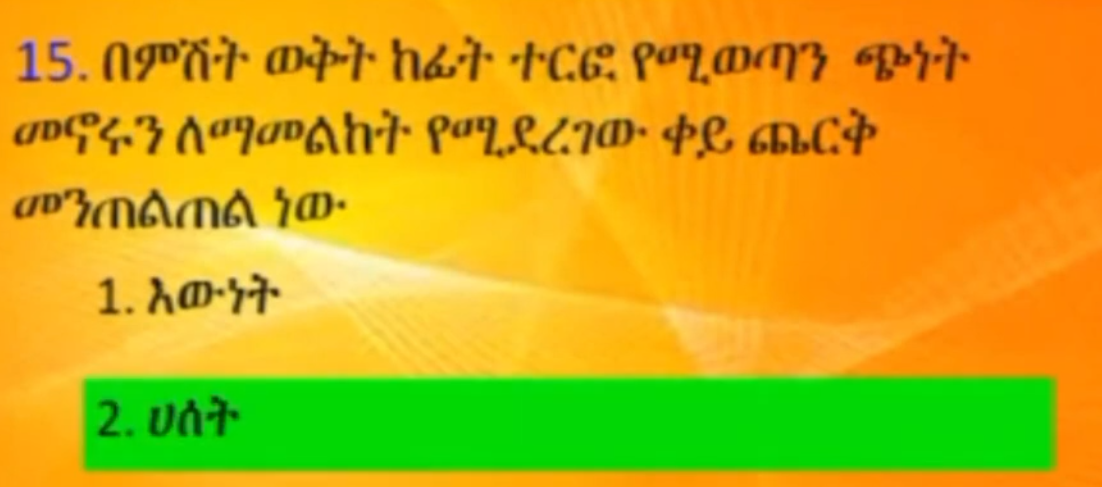 15. በምሽት ወቅት ከፊት ተርፎ የሚወጣን ጭነት
መኖሩን ለማመልከት የሚደረገው ቀይ ጨርቅ
መንጠልጠል ነው
1. እውነት
2. ሀሰት